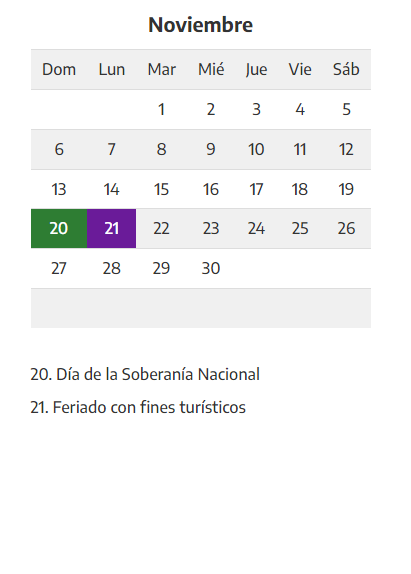 Noviembre
Dom Lun Mar Mié Jue Vie Sáb
1 2 3 4 5
6 7 8 9 10 11 12
13 14 15 16 17 18 19
20 21 22 23 24 25 26
27 28 29 30
20. Día de la Soberanía Nacional
21. Feriado con fines turísticos